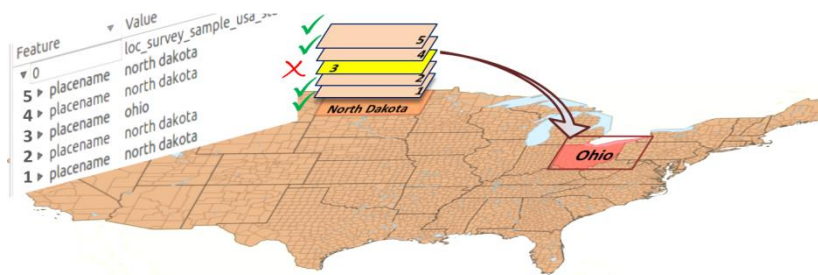 Feature Value
0 loc_survey_sample_usa_sta
5 placename north dakota
4 placename north dakota
3 placename ohio
2 placename north dakota
1 placename north dakota
5
4
3
2
1
North Dakota
Ohio